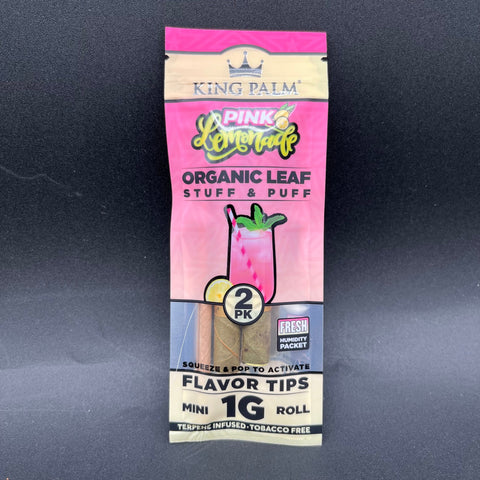 KING PALM®
PINK
Lemonade
ORGANIC LEAF
STUFF & PUFF
2
PK
FRESH
HUMIDITY
PACKET
SQUEEZE & POP TO ACTIVATE
FLAVOR TIPS
MINI 1G ROLL
TERPENE INFUSED · TOBACCO FREE